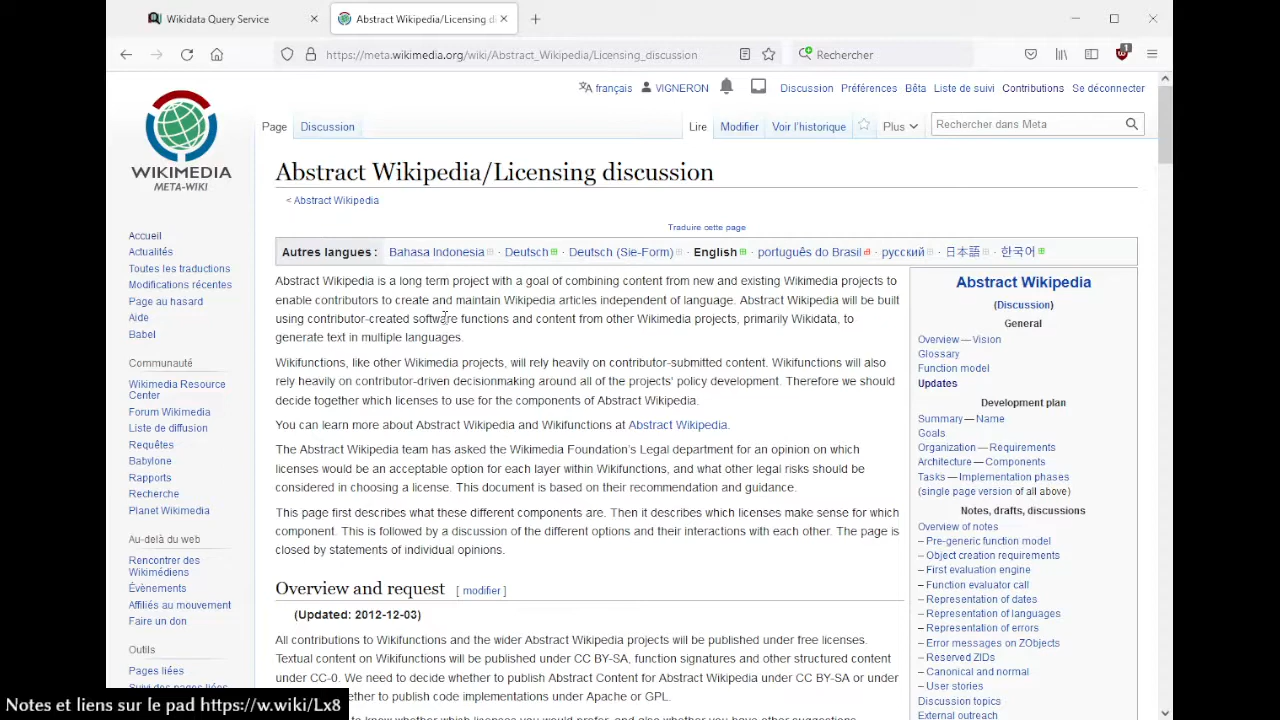 Wikidata Query Service
Abstract Wikipedia/Licensing di
https://meta.wikimedia.org/wiki/Abstract_Wikipedia/Licensing_discussion
Rechercher
1
français
VIGNERON
Discussion
Préférences
Bêta
Liste de suivi
Contributions
Se déconnecter
WIKIMEDIA
META-WIKI
Page
Discussion
Lire
Modifier
Voir l'historique
Plus
Rechercher dans Meta
Abstract Wikipedia/Licensing discussion
< Abstract Wikipedia
Traduire cette page
Autres langues : Bahasa Indonesia · Deutsch · Deutsch (Sie-Form) · English · português do Brasil · русский · 日本語 · 한국어
Accueil
Actualités
Toutes les traductions
Modifications récentes
Page au hasard
Aide
Babel
Communauté
Wikimedia Resource
Center
Forum Wikimedia
Liste de diffusion
Requêtes
Babylone
Rapports
Recherche
Planet Wikimedia
Au-delà du web
Rencontrer des
Wikimédiens
Évènements
Affiliés au mouvement
Faire un don
Outils
Pages liées
Suivi des pages liées
Abstract Wikipedia is a long term project with a goal of combining content from new and existing Wikimedia projects to
enable contributors to create and maintain Wikipedia articles independent of language. Abstract Wikipedia will be built
using contributor-created software functions and content from other Wikimedia projects, primarily Wikidata, to
generate text in multiple languages.
Wikifunctions, like other Wikimedia projects, will rely heavily on contributor-submitted content. Wikifunctions will also
rely heavily on contributor-driven decisionmaking around all of the projects' policy development. Therefore we should
decide together which licenses to use for the components of Abstract Wikipedia.
You can learn more about Abstract Wikipedia and Wikifunctions at Abstract Wikipedia.
The Abstract Wikipedia team has asked the Wikimedia Foundation's Legal department for an opinion on which
licenses would be an acceptable option for each layer within Wikifunctions, and what other legal risks should be
considered in choosing a license. This document is based on their recommendation and guidance.
This page first describes what these different components are. Then it describes which licenses make sense for which
component. This is followed by a discussion of the different options and their interactions with each other. The page is
closed by statements of individual opinions.
Overview and request [ modifier ]
(Updated: 2012-12-03)
All contributions to Wikifunctions and the wider Abstract Wikipedia projects will be published under free licenses.
Textual content on Wikifunctions will be published under CC BY-SA, function signatures and other structured content
under CC-0. We need to decide whether to publish Abstract Content for Abstract Wikipedia under CC BY-SA or under
ether to publish code implementations under Apache or GPL.
Abstract Wikipedia
(Discussion)
General
Overview — Vision
Glossary
Function model
Updates
Development plan
Summary — Name
Goals
Organization — Requirements
Architecture — Components
Tasks — Implementation phases
(single page version of all above)
Notes, drafts, discussions
Overview of notes
– Pre-generic function model
– Object creation requirements
– First evaluation engine
– Function evaluator call
– Representation of dates
– Representation of languages
– Representation of errors
– Error messages on ZObjects
– Reserved ZIDs
– Canonical and normal
– User stories
Discussion topics
External outreach
Notes et liens sur le pad https://w.wiki/Lx8